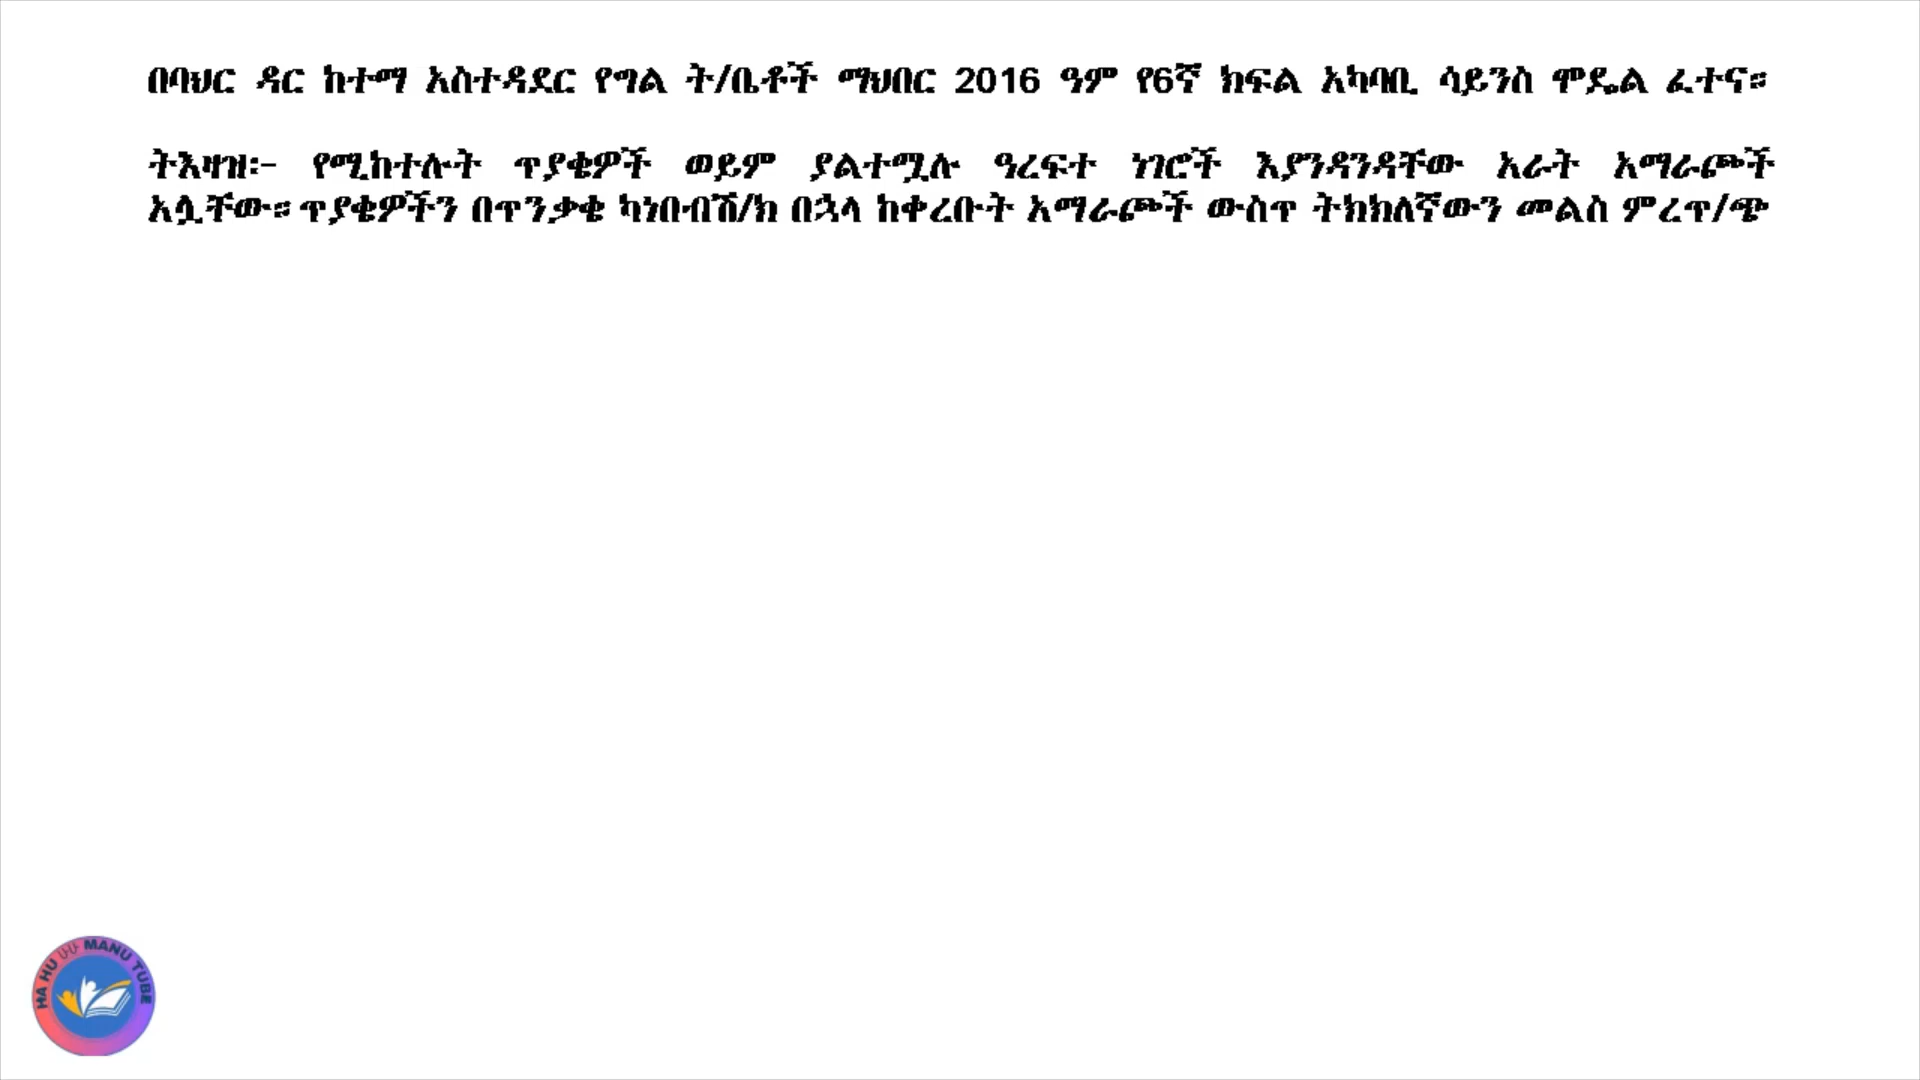 በባህር ዳር ከተማ አስተዳደር የግል ት/ቤቶች ማህበር 2016 ዓም የ6ኛ ክፍል አካባቢ ሳይንስ ሞዴል ፈተና።
ትእዛዝ፡- የሚከተሉት ጥያቄዎች ወይም ያልተሟሉ ዓረፍተ ነገሮች እያንዳንዳቸው አራት አማራጮች
አሏቸው። ጥያቄዎችን በጥንቃቄ ካነበብሽ/ክ በኋላ ከቀረቡት አማራጮች ውስጥ ትክክለኛውን መልስ ምረጥ/ጭ
HA HU ሀሁ MANU TUBE